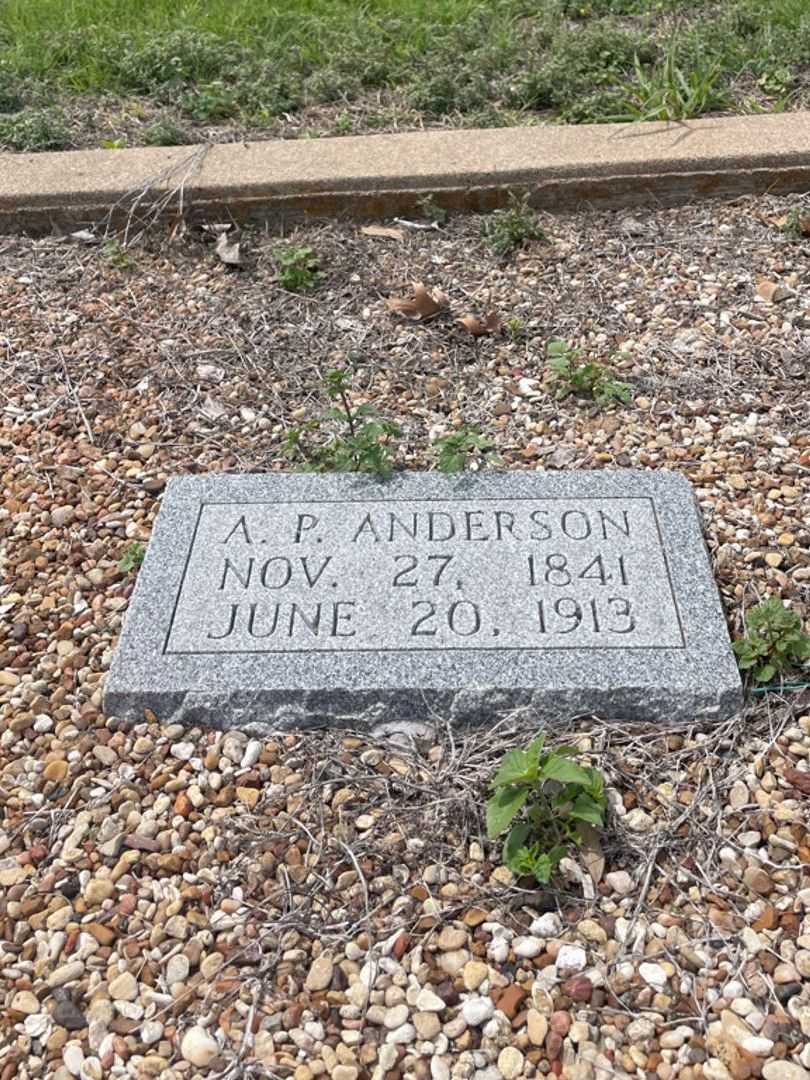 A. P. ANDERSON
NOV. 27, 1841
JUNE 20, 1913